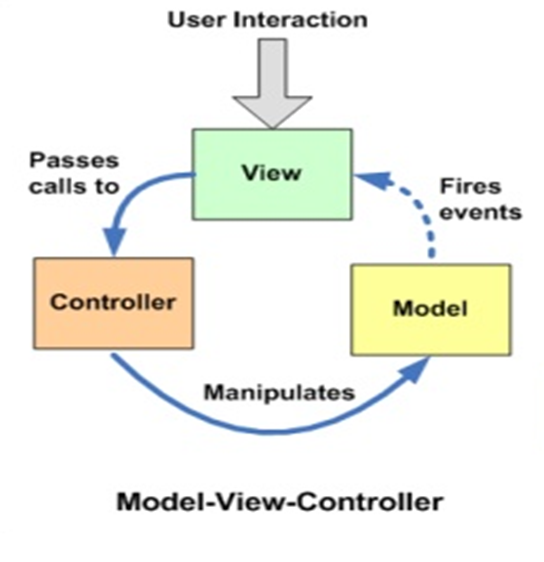 User Interaction
Passes
calls to
View
Fires
events
Controller
Model
Manipulates
Model-View-Controller